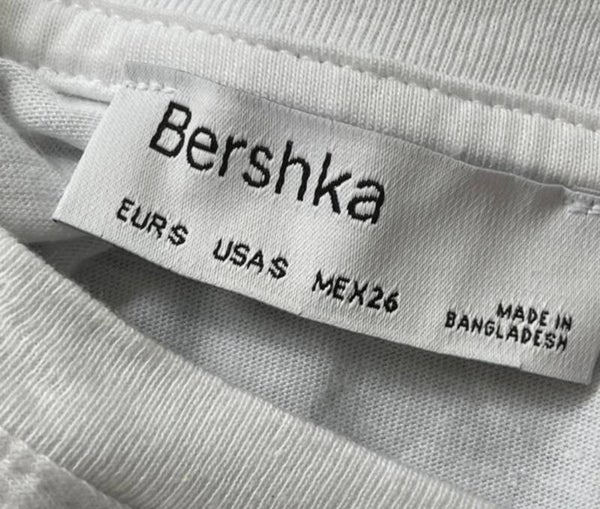 Bershka
EUR S USA S MEX 26
MADE IN
BANGLADESH